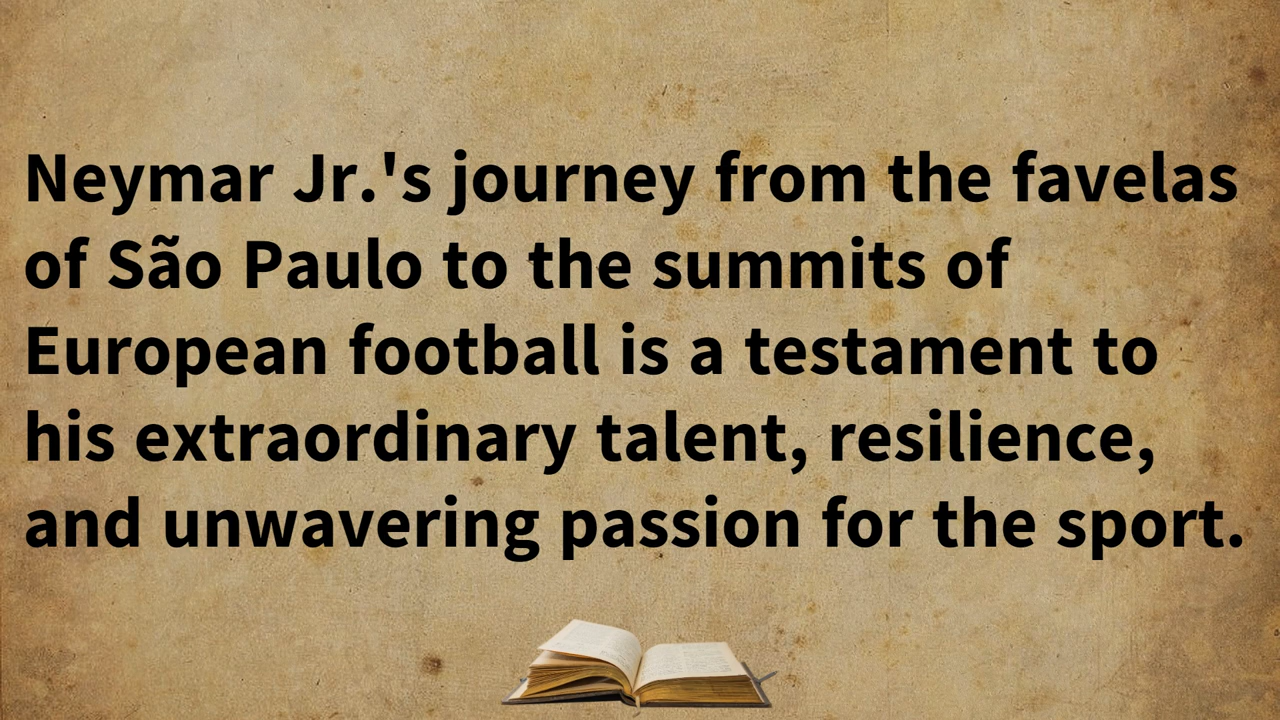 Neymar Jr.'s journey from the favelas
of São Paulo to the summits of
European football is a testament to
his extraordinary talent, resilience,
and unwavering passion for the sport.